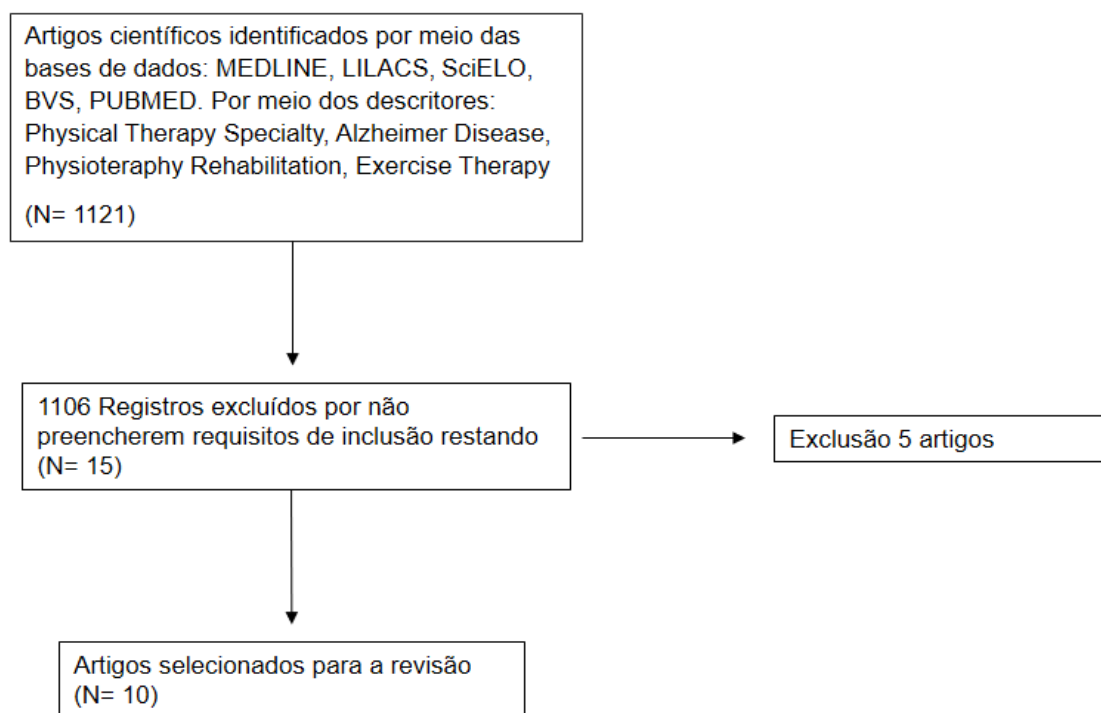 Artigos científicos identificados por meio das
bases de dados: MEDLINE, LILACS, SciELO,
BVS, PUBMED. Por meio dos descritores:
Physical Therapy Specialty, Alzheimer Disease,
Physioteraphy Rehabilitation, Exercise Therapy
(N= 1121)
1106 Registros excluídos por não
preencherem requisitos de inclusão restando
(N= 15)
Exclusão 5 artigos
Artigos selecionados para a revisão
(N= 10)